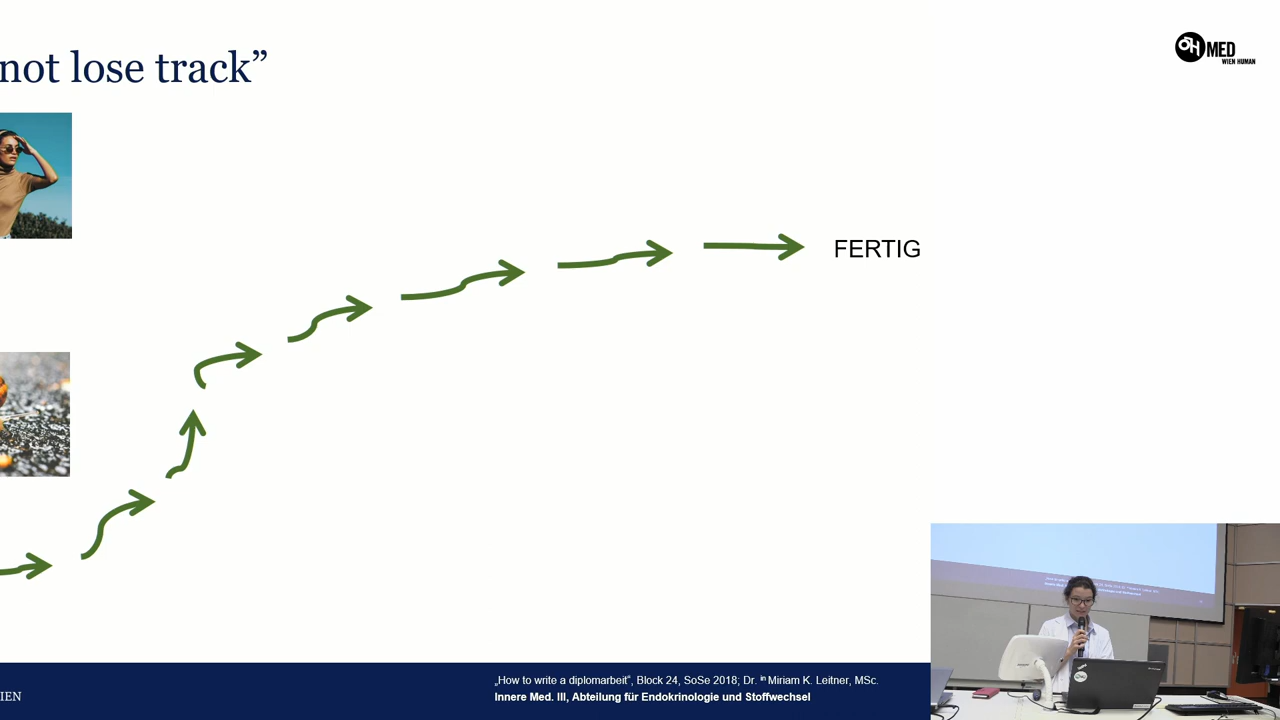 not lose track”
ÖH MED
WIEN HUMAN
FERTIG
IEN
„How to write a diplomarbeit”, Block 24, SoSe 2018; Dr. in Miriam K. Leitner, MSc.
Innere Med. III, Abteilung für Endokrinologie und Stoffwechsel